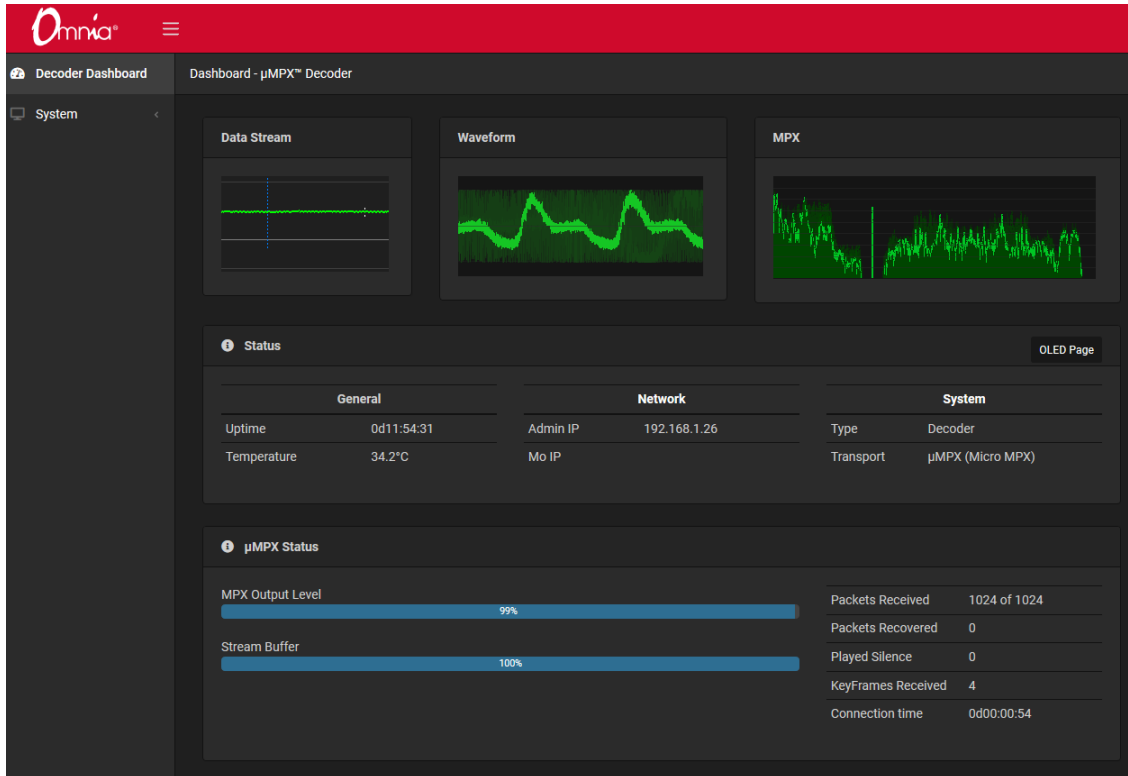 Omnia®
Decoder Dashboard
Dashboard - µMPX™ Decoder
System
Data Stream
Waveform
MPX
Status
OLED Page
General
Network
System
Uptime 0d11:54:31
Admin IP 192.168.1.26
Type Decoder
Temperature 34.2°C
Mo IP
Transport µMPX (Micro MPX)
µMPX Status
MPX Output Level
99%
Stream Buffer
100%
Packets Received 1024 of 1024
Packets Recovered 0
Played Silence 0
KeyFrames Received 4
Connection time 0d00:00:54